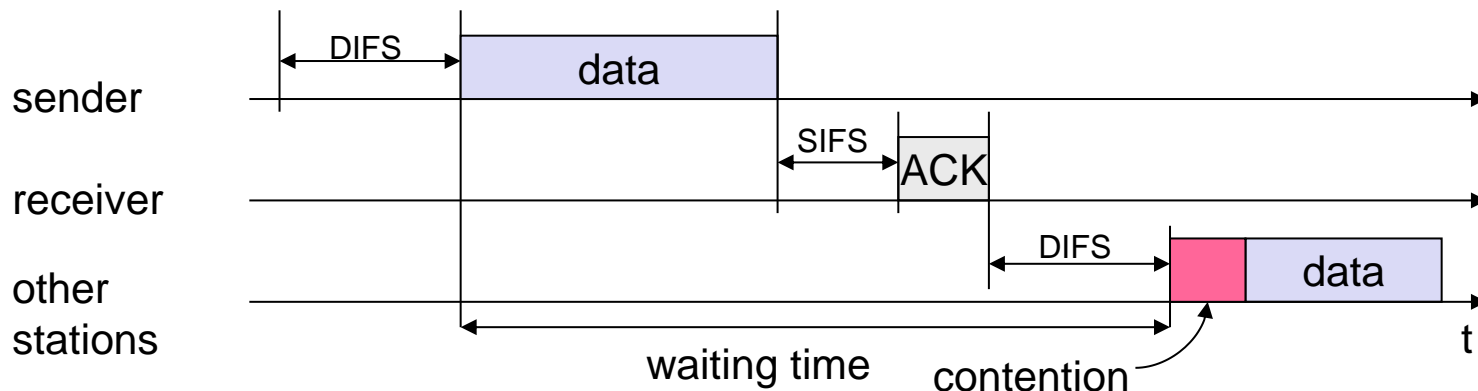 DIFS
data
sender
SIFS
ACK
receiver
DIFS
data
other
stations
t
waiting time
contention